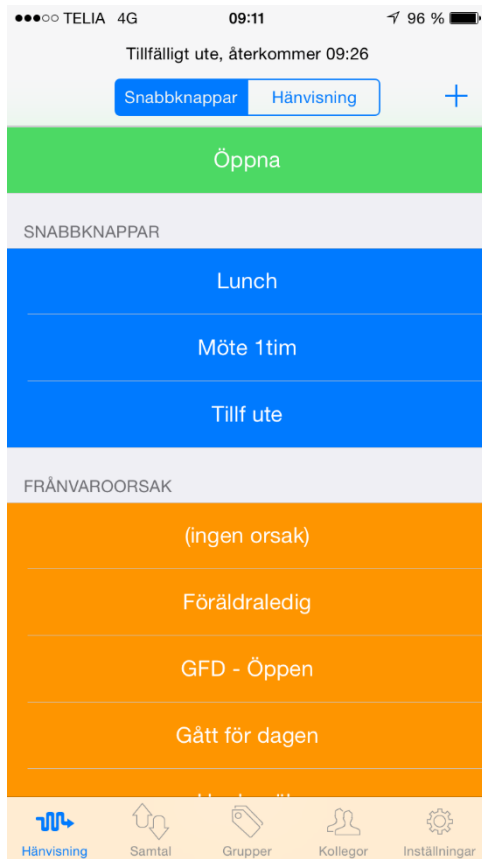 TELIA 4G 09:11 96 %
Tillfälligt ute, återkommer 09:26
Snabbknappar Hänvisning
Öppna
SNABBKNAPPAR
Lunch
Möte 1tim
Tillf ute
FRÅNVAROORSAK
(ingen orsak)
Föräldraledig
GFD - Öppen
Gått för dagen
Hänvisning Samtal Grupper Kollegor Inställningar